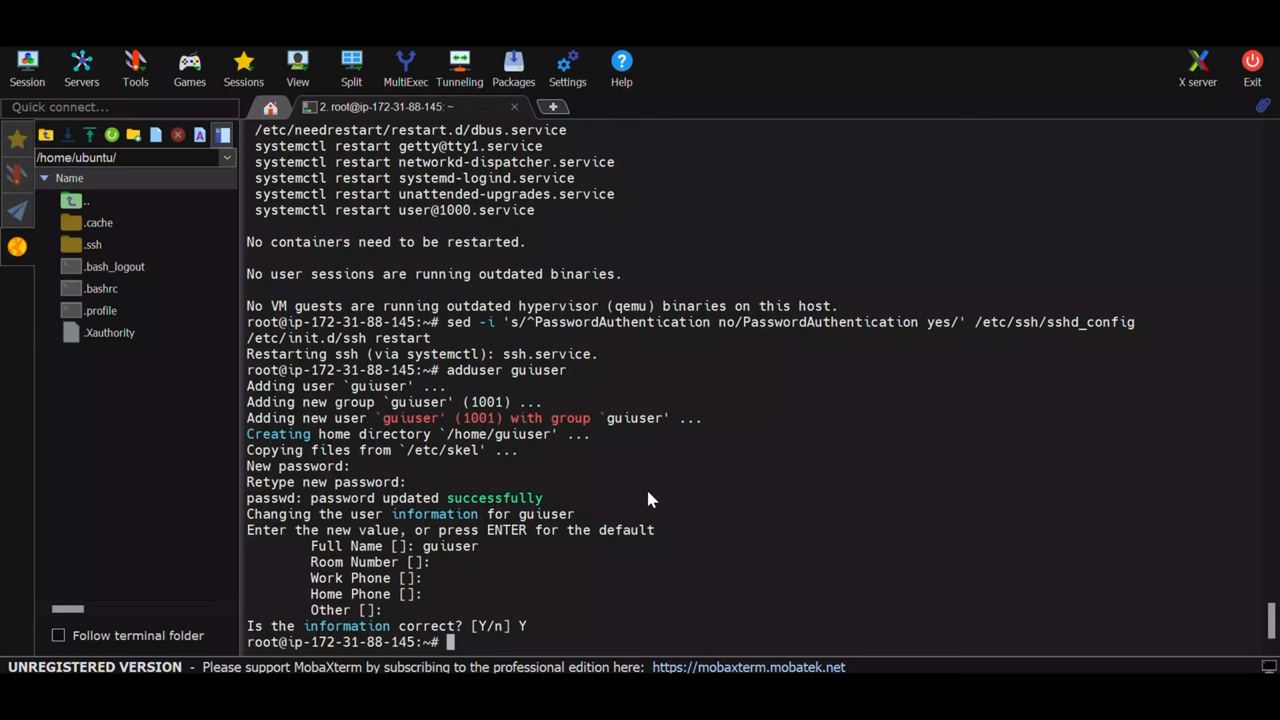 Session
Servers
Tools
Games
Sessions
View
Split
MultiExec
Tunneling
Packages
Settings
Help
X server
Exit
Quick connect...
2. root@ip-172-31-88-145: ~
/home/ubuntu/
Name
..
.cache
.ssh
.bash_logout
.bashrc
.profile
.Xauthority
Follow terminal folder
/etc/needrestart/restart.d/dbus.service
systemctl restart getty@tty1.service
systemctl restart networkd-dispatcher.service
systemctl restart systemd-logind.service
systemctl restart unattended-upgrades.service
systemctl restart user@1000.service
No containers need to be restarted.
No user sessions are running outdated binaries.
No VM guests are running outdated hypervisor (qemu) binaries on this host.
root@ip-172-31-88-145:~# sed -i 's/^PasswordAuthentication no/PasswordAuthentication yes/' /etc/ssh/sshd_config
/etc/init.d/ssh restart
Restarting ssh (via systemctl): ssh.service.
root@ip-172-31-88-145:~# adduser guiuser
Adding user `guiuser' ...
Adding new group `guiuser' (1001) ...
Adding new user `guiuser' (1001) with group `guiuser' ...
Creating home directory `/home/guiuser' ...
Copying files from `/etc/skel' ...
New password:
Retype new password:
passwd: password updated successfully
Changing the user information for guiuser
Enter the new value, or press ENTER for the default
Full Name []: guiuser
Room Number []:
Work Phone []:
Home Phone []:
Other []:
Is the information correct? [Y/n] Y
root@ip-172-31-88-145:~#
UNREGISTERED VERSION - Please support MobaXterm by subscribing to the professional edition here: https://mobaxterm.mobatek.net